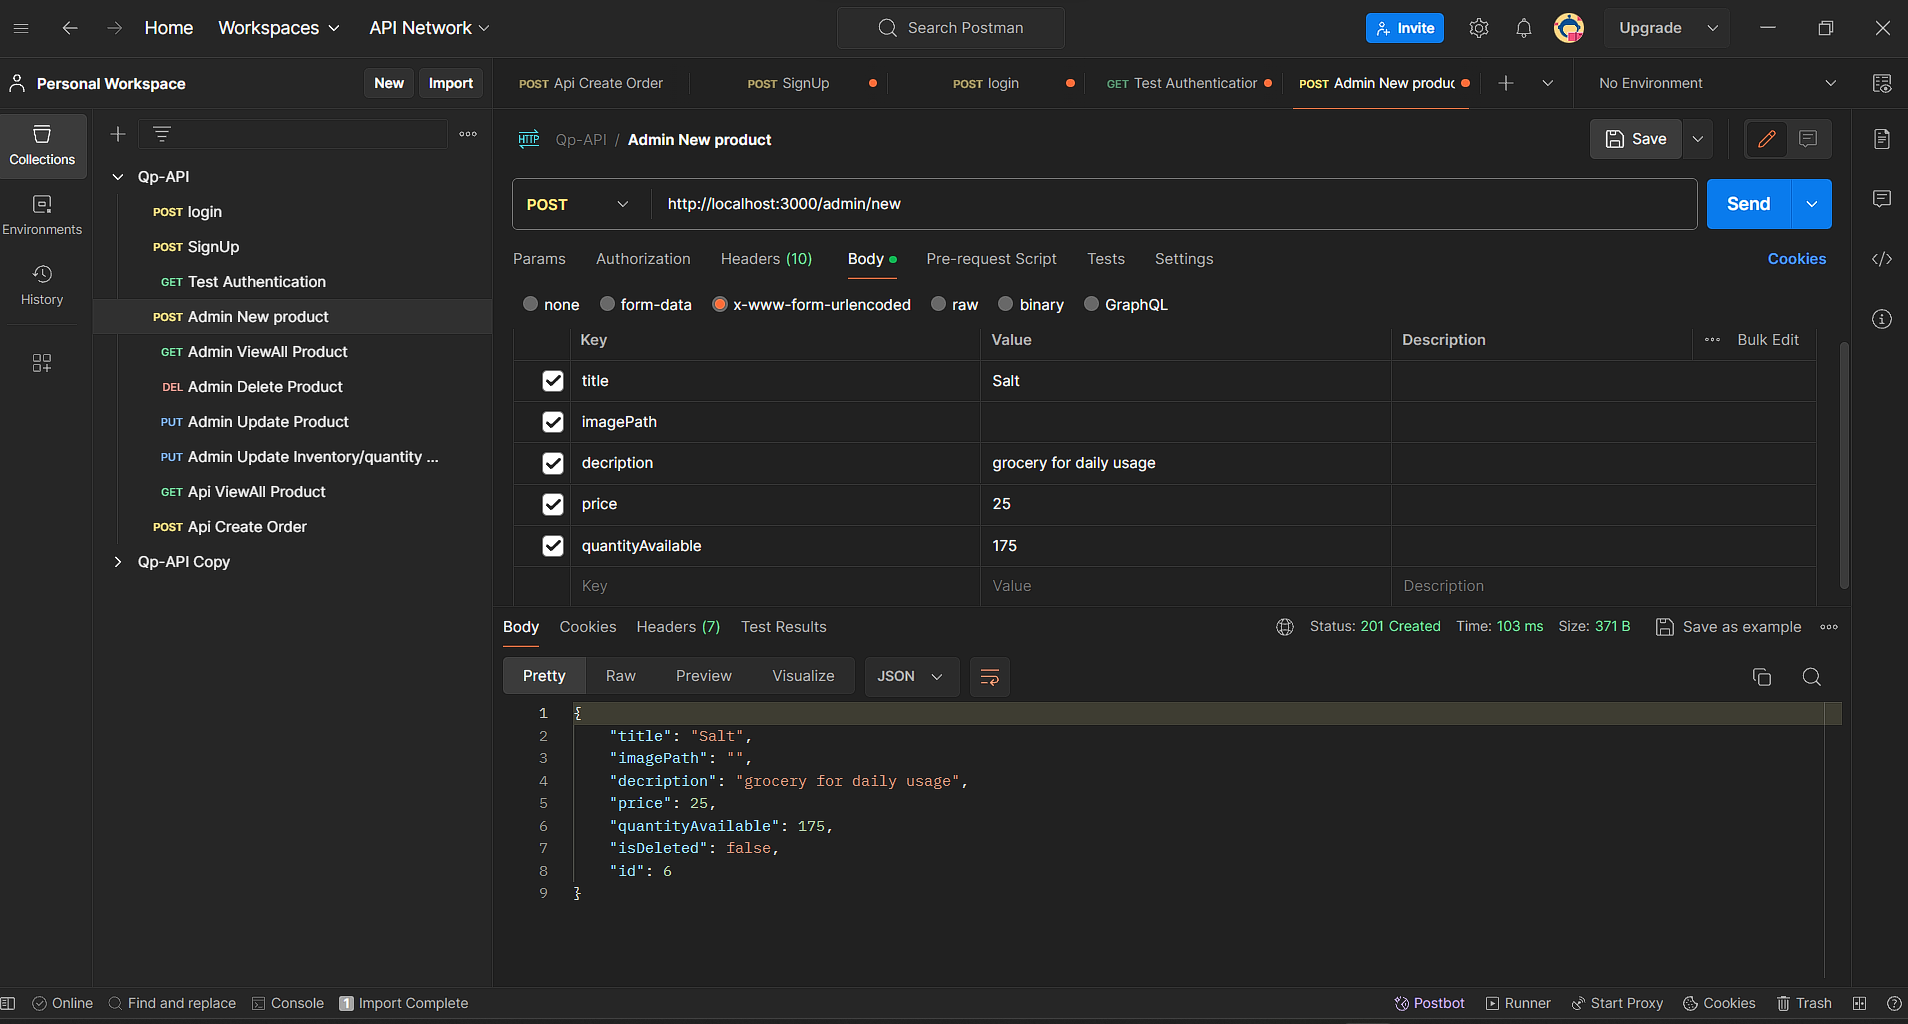 Home Workspaces API Network Search Postman Invite Upgrade
Personal Workspace New Import POST Api Create Order POST SignUp POST login GET Test Authentication POST Admin New produc No Environment
Collections
Environments
History
Qp-API
POST login
POST SignUp
GET Test Authentication
POST Admin New product
GET Admin ViewAll Product
DEL Admin Delete Product
PUT Admin Update Product
PUT Admin Update Inventory/quantity ...
GET Api ViewAll Product
POST Api Create Order
Qp-API Copy
HTTP Qp-API / Admin New product Save
POST http://localhost:3000/admin/new Send
Params Authorization Headers (10) Body Pre-request Script Tests Settings Cookies
none form-data x-www-form-urlencoded raw binary GraphQL
Key Value Description Bulk Edit
title Salt
imagePath
decription grocery for daily usage
price 25
quantityAvailable 175
Key Value Description
Body Cookies Headers (7) Test Results Status: 201 Created Time: 103 ms Size: 371 B Save as example
Pretty Raw Preview Visualize JSON
1 {
2 "title": "Salt",
3 "imagePath": "",
4 "decription": "grocery for daily usage",
5 "price": 25,
6 "quantityAvailable": 175,
7 "isDeleted": false,
8 "id": 6
9 }
Online Find and replace Console 1 Import Complete Postbot Runner Start Proxy Cookies Trash